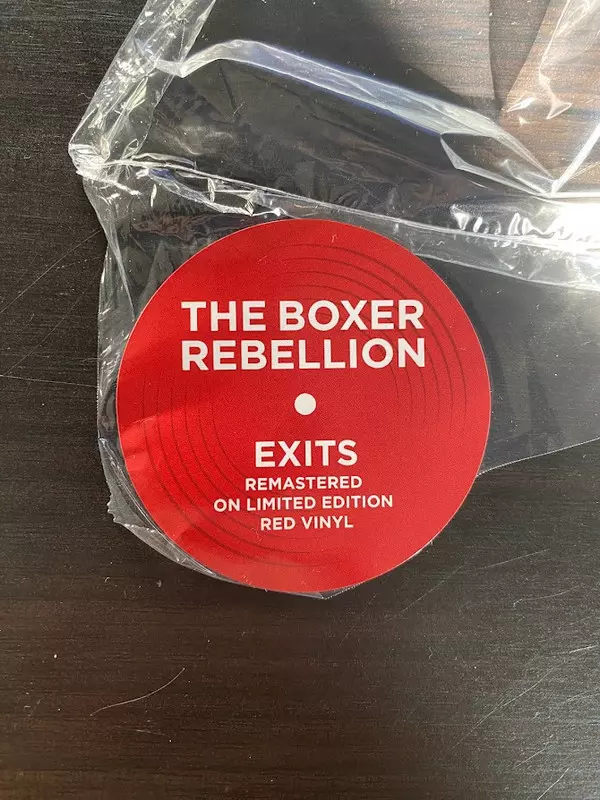 THE BOXER
REBELLION
EXITS
REMASTERED
ON LIMITED EDITION
RED VINYL